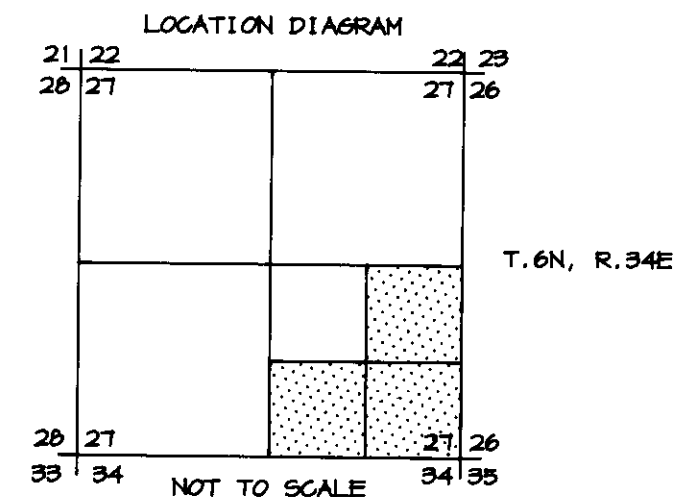 LOCATION DIAGRAM
21 22 22 23
28 27 27 26
T.6N, R.34E
28 27 27 26
33 34 34 35
NOT TO SCALE